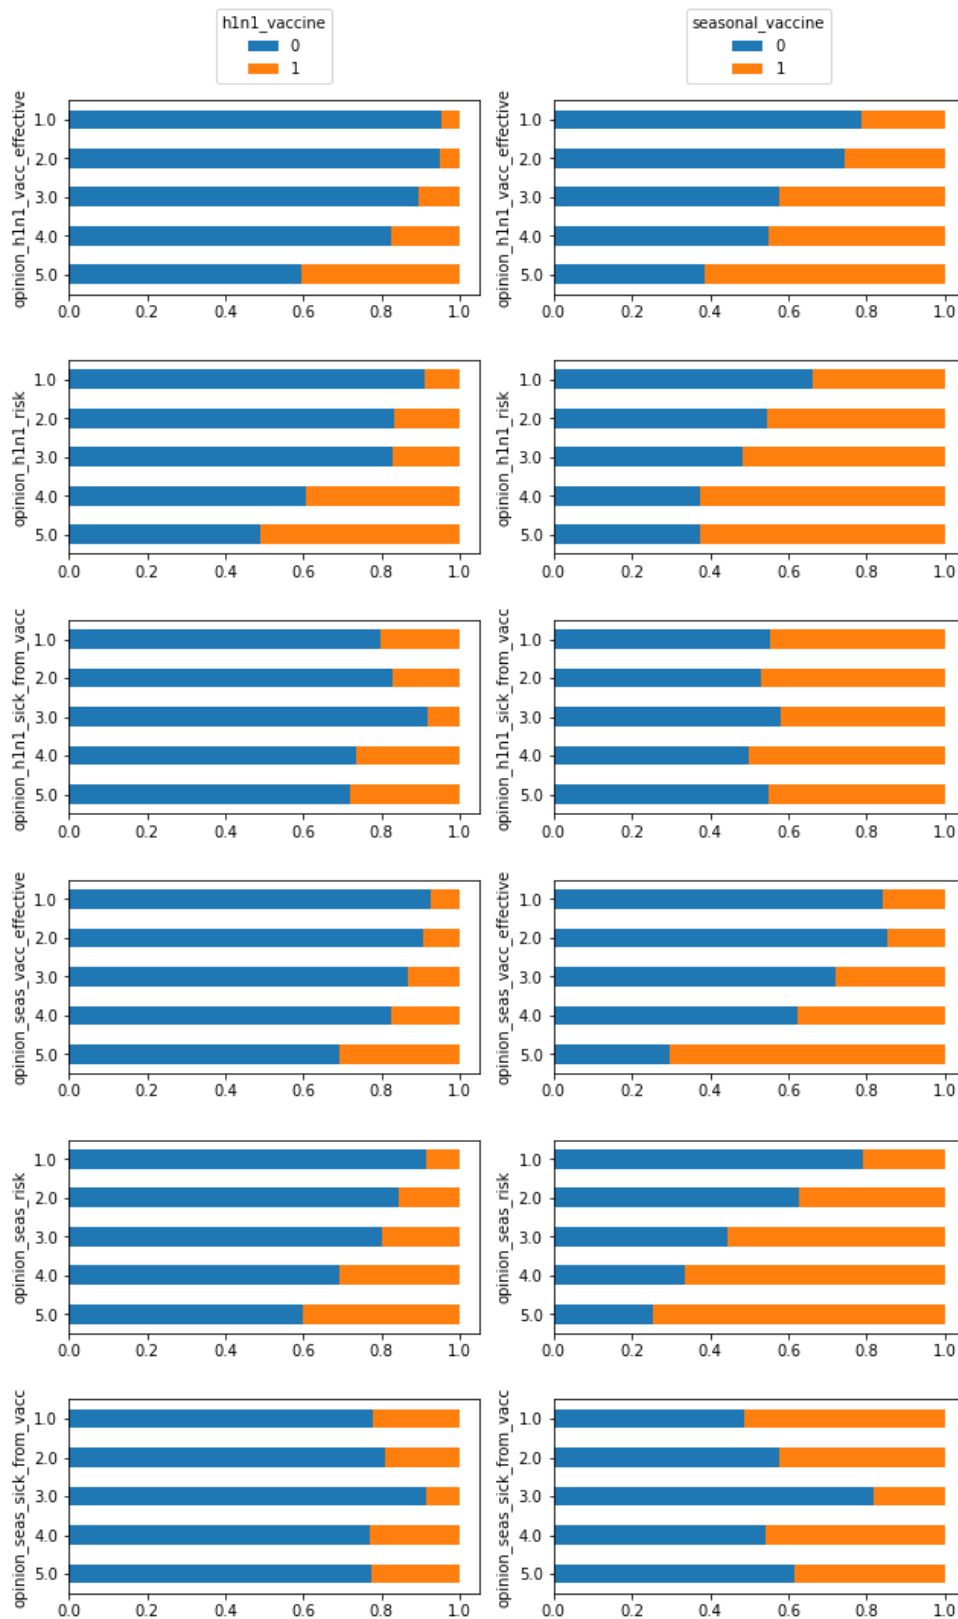 h1n1_vaccine
0
1
seasonal_vaccine
0
1
opinion_h1n1_vacc_effective
1.0
2.0
3.0
4.0
5.0
0.0 0.2 0.4 0.6 0.8 1.0
opinion_h1n1_vacc_effective
1.0
2.0
3.0
4.0
5.0
0.0 0.2 0.4 0.6 0.8 1.0
opinion_h1n1_risk
1.0
2.0
3.0
4.0
5.0
0.0 0.2 0.4 0.6 0.8 1.0
opinion_h1n1_risk
1.0
2.0
3.0
4.0
5.0
0.0 0.2 0.4 0.6 0.8 1.0
opinion_h1n1_sick_from_vacc
1.0
2.0
3.0
4.0
5.0
0.0 0.2 0.4 0.6 0.8 1.0
opinion_h1n1_sick_from_vacc
1.0
2.0
3.0
4.0
5.0
0.0 0.2 0.4 0.6 0.8 1.0
opinion_seas_vacc_effective
1.0
2.0
3.0
4.0
5.0
0.0 0.2 0.4 0.6 0.8 1.0
opinion_seas_vacc_effective
1.0
2.0
3.0
4.0
5.0
0.0 0.2 0.4 0.6 0.8 1.0
opinion_seas_risk
1.0
2.0
3.0
4.0
5.0
0.0 0.2 0.4 0.6 0.8 1.0
opinion_seas_risk
1.0
2.0
3.0
4.0
5.0
0.0 0.2 0.4 0.6 0.8 1.0
opinion_seas_sick_from_vacc
1.0
2.0
3.0
4.0
5.0
0.0 0.2 0.4 0.6 0.8 1.0
opinion_seas_sick_from_vacc
1.0
2.0
3.0
4.0
5.0
0.0 0.2 0.4 0.6 0.8 1.0